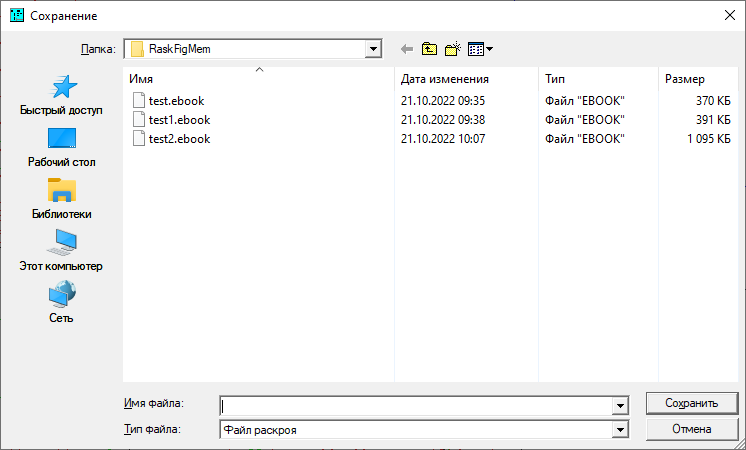 Сохранение
Папка: RaskFigMem
Быстрый доступ
Рабочий стол
Библиотеки
Этот компьютер
Сеть
Имя Дата изменения Тип Размер
test.ebook 21.10.2022 09:35 Файл "EBOOK" 370 КБ
test1.ebook 21.10.2022 09:38 Файл "EBOOK" 391 КБ
test2.ebook 21.10.2022 10:07 Файл "EBOOK" 1 095 КБ
Имя файла: Сохранить
Тип файла: Файл раскроя Отмена